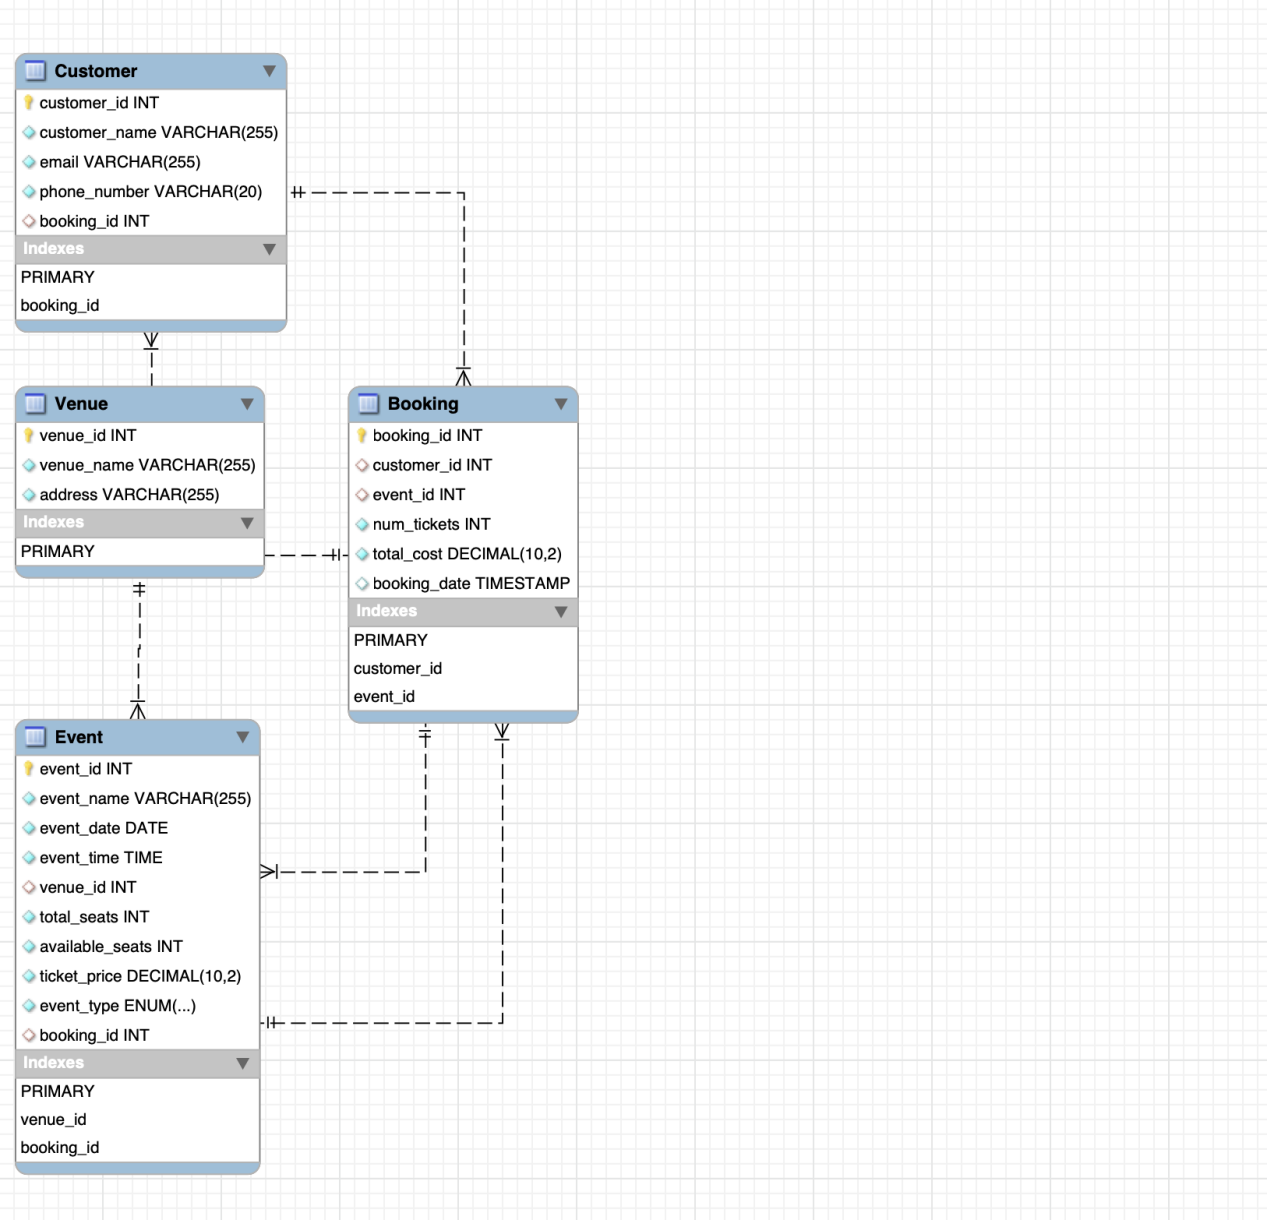 Customer
customer_id INT
customer_name VARCHAR(255)
email VARCHAR(255)
phone_number VARCHAR(20)
booking_id INT
Indexes
PRIMARY
booking_id
Venue
venue_id INT
venue_name VARCHAR(255)
address VARCHAR(255)
Indexes
PRIMARY
Booking
booking_id INT
customer_id INT
event_id INT
num_tickets INT
total_cost DECIMAL(10,2)
booking_date TIMESTAMP
Indexes
PRIMARY
customer_id
event_id
Event
event_id INT
event_name VARCHAR(255)
event_date DATE
event_time TIME
venue_id INT
total_seats INT
available_seats INT
ticket_price DECIMAL(10,2)
event_type ENUM(...)
booking_id INT
Indexes
PRIMARY
venue_id
booking_id